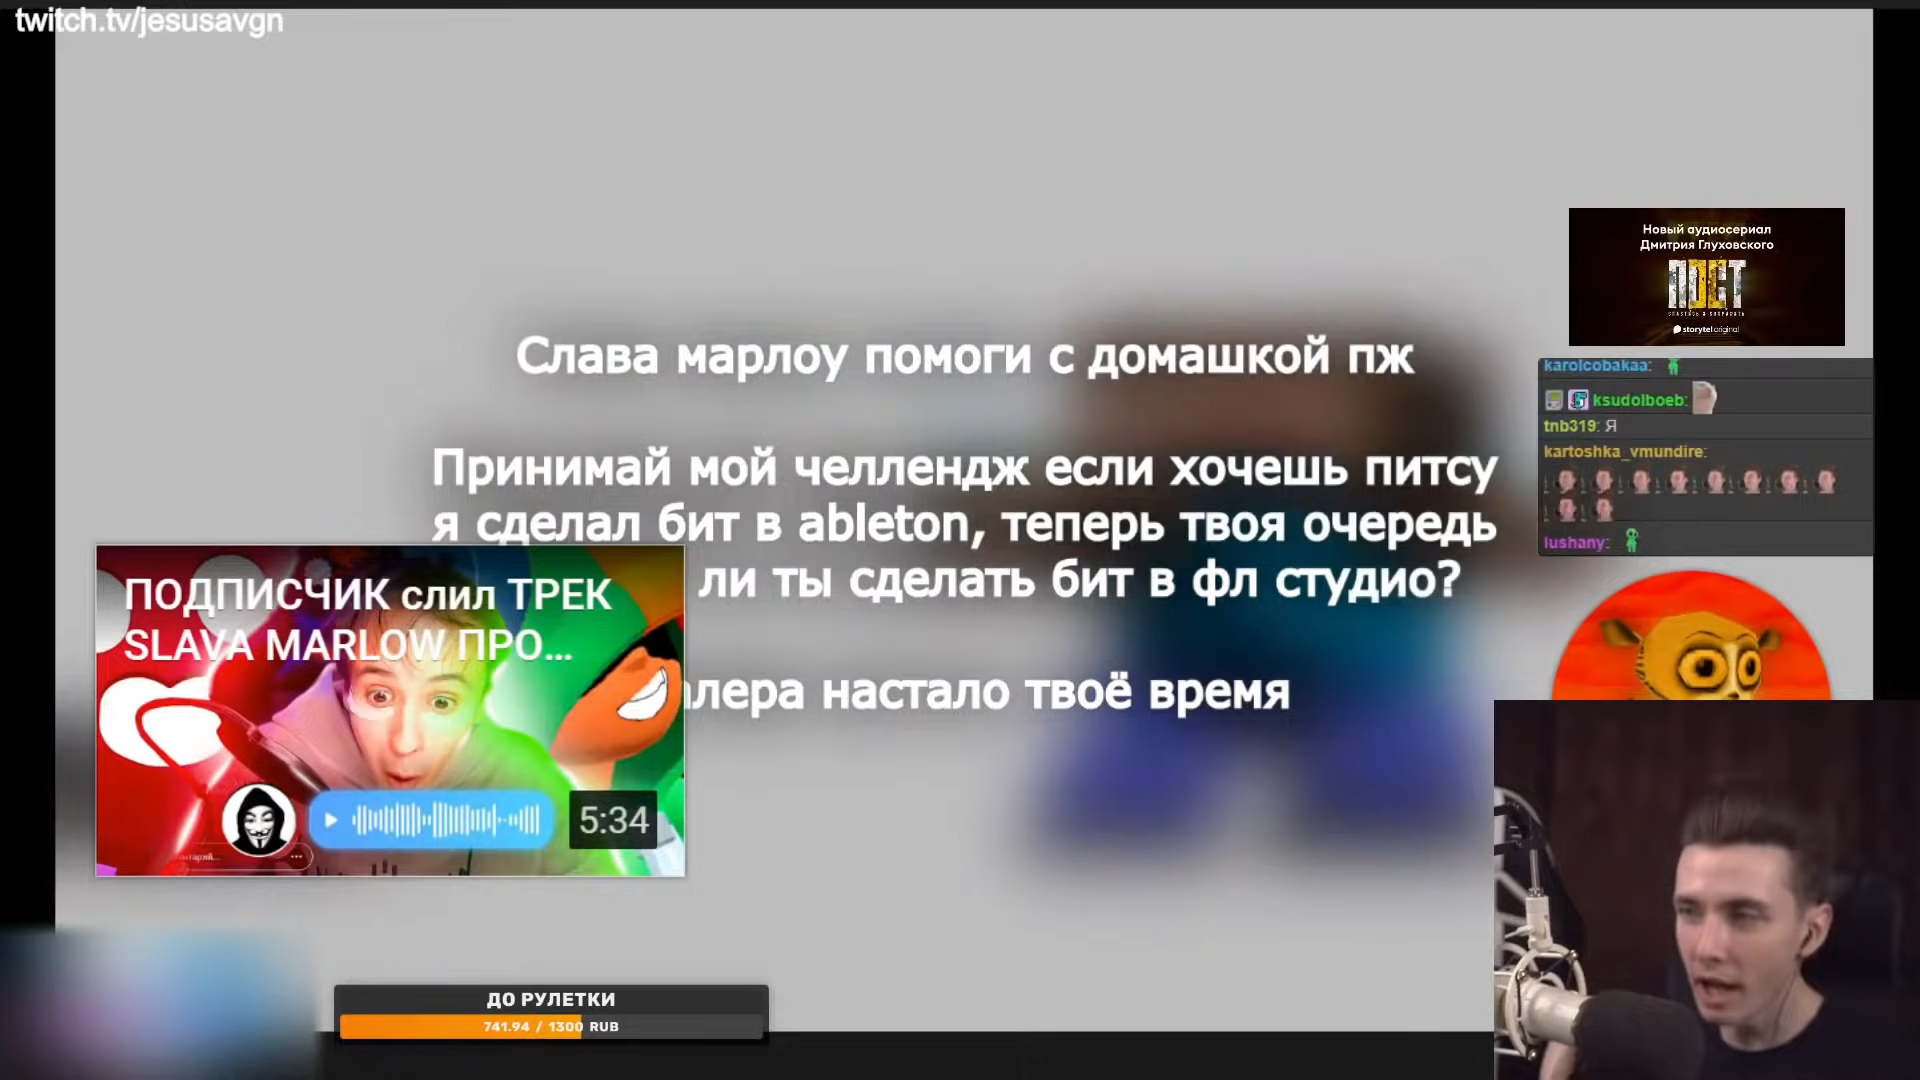 twitch.tv/jesusavgn
Новый аудиосериал
Дмитрия Глуховского
ПОСТ
storytel original
Слава марлоу помоги с домашкой пж
karolcobakaa:
ksudolboeb:
tnb319: Я
kartoshka_vmundire:
lushany:
Принимай мой челлендж если хочешь питсу
я сделал бит в ableton, теперь твоя очередь
ли ты сделать бит в фл студио?
ПОДПИСЧИК слил ТРЕК
SLAVA MARLOW ПРО...
5:34
лера настало твоё время
ДО РУЛЕТКИ
741.94 / 1300 RUB